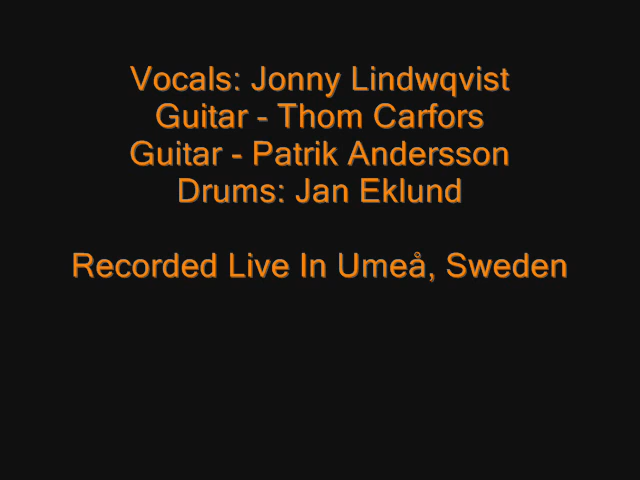 Vocals: Jonny Lindwqvist
Guitar - Thom Carfors
Guitar - Patrik Andersson
Drums: Jan Eklund
Recorded Live In Umeå, Sweden